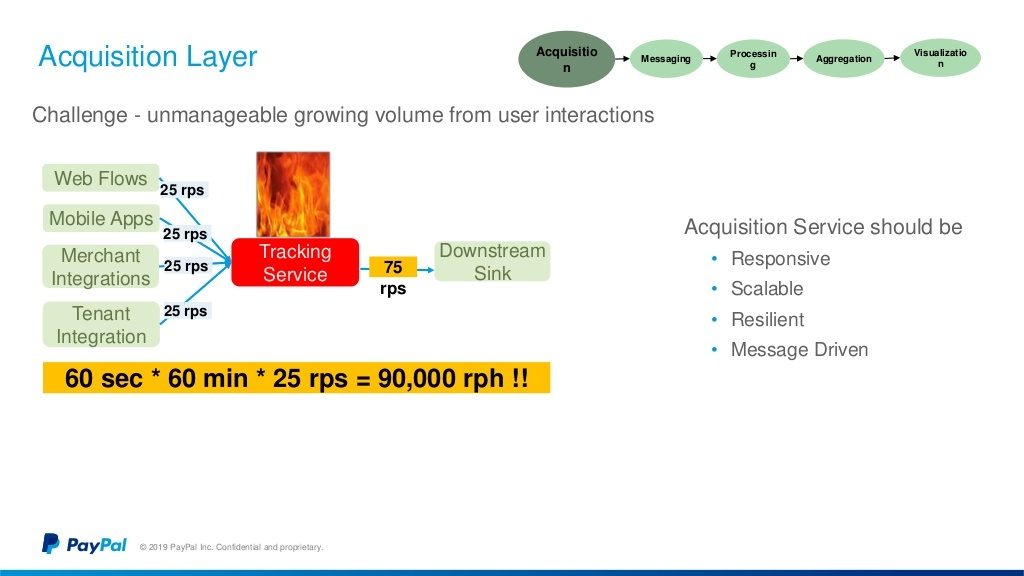 Acquisition Layer
Acquisitio
n
Messaging
Processin
g
Aggregation
Visualizatio
n
Challenge - unmanageable growing volume from user interactions
Web Flows
25 rps
Mobile Apps
25 rps
Merchant
Integrations
25 rps
Tenant
Integration
25 rps
Tracking
Service
75
rps
Downstream
Sink
60 sec * 60 min * 25 rps = 90,000 rph !!
Acquisition Service should be
• Responsive
• Scalable
• Resilient
• Message Driven
PayPal
© 2019 PayPal Inc. Confidential and proprietary.